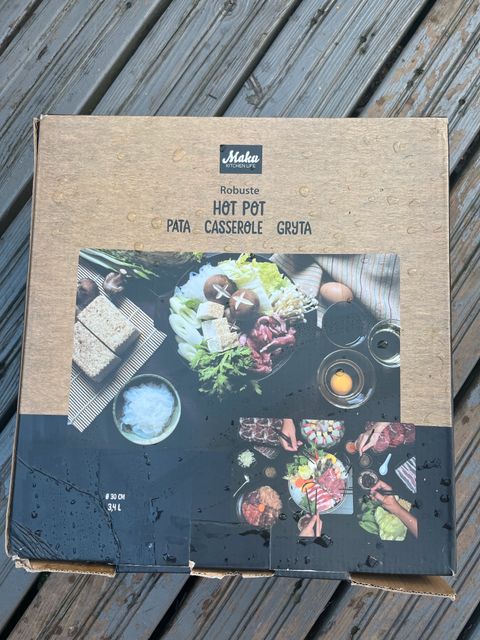 Maku
KITCHEN LIFE
Robuste
HOT POT
PATA CASSEROLE GRYTA
Ø 30 CM
3,4 L